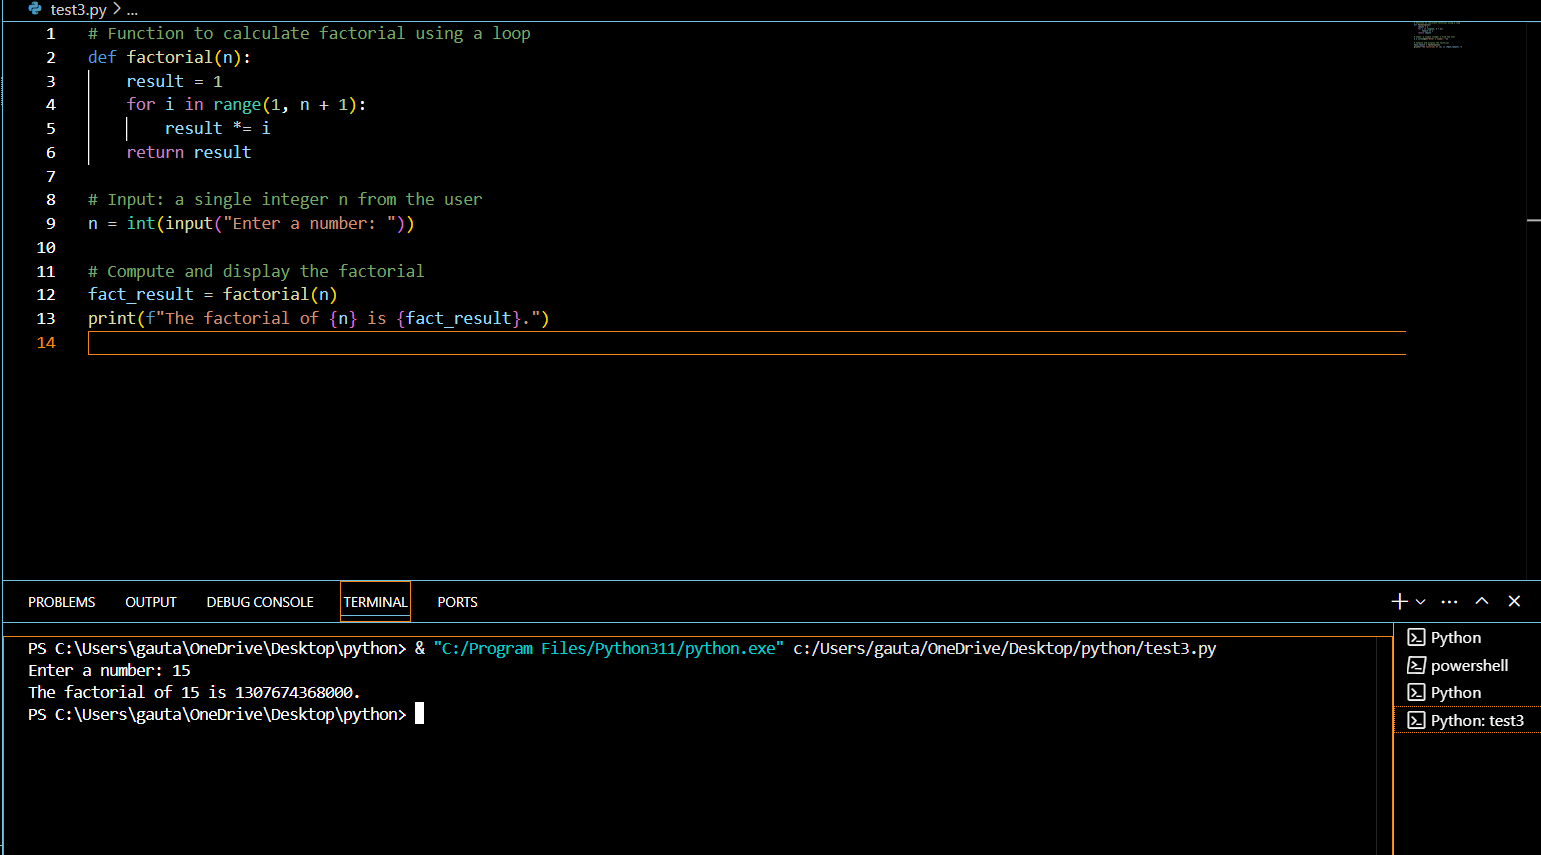 test3.py > ...
1 # Function to calculate factorial using a loop
2 def factorial(n):
3     result = 1
4     for i in range(1, n + 1):
5         result *= i
6     return result
7
8 # Input: a single integer n from the user
9 n = int(input("Enter a number: "))
10
11 # Compute and display the factorial
12 fact_result = factorial(n)
13 print(f"The factorial of {n} is {fact_result}.")
14
PROBLEMS OUTPUT DEBUG CONSOLE TERMINAL PORTS
PS C:\Users\gauta\OneDrive\Desktop\python> & "C:/Program Files/Python311/python.exe" c:/Users/gauta/OneDrive/Desktop/python/test3.py
Enter a number: 15
The factorial of 15 is 1307674368000.
PS C:\Users\gauta\OneDrive\Desktop\python>
Python
powershell
Python
Python: test3